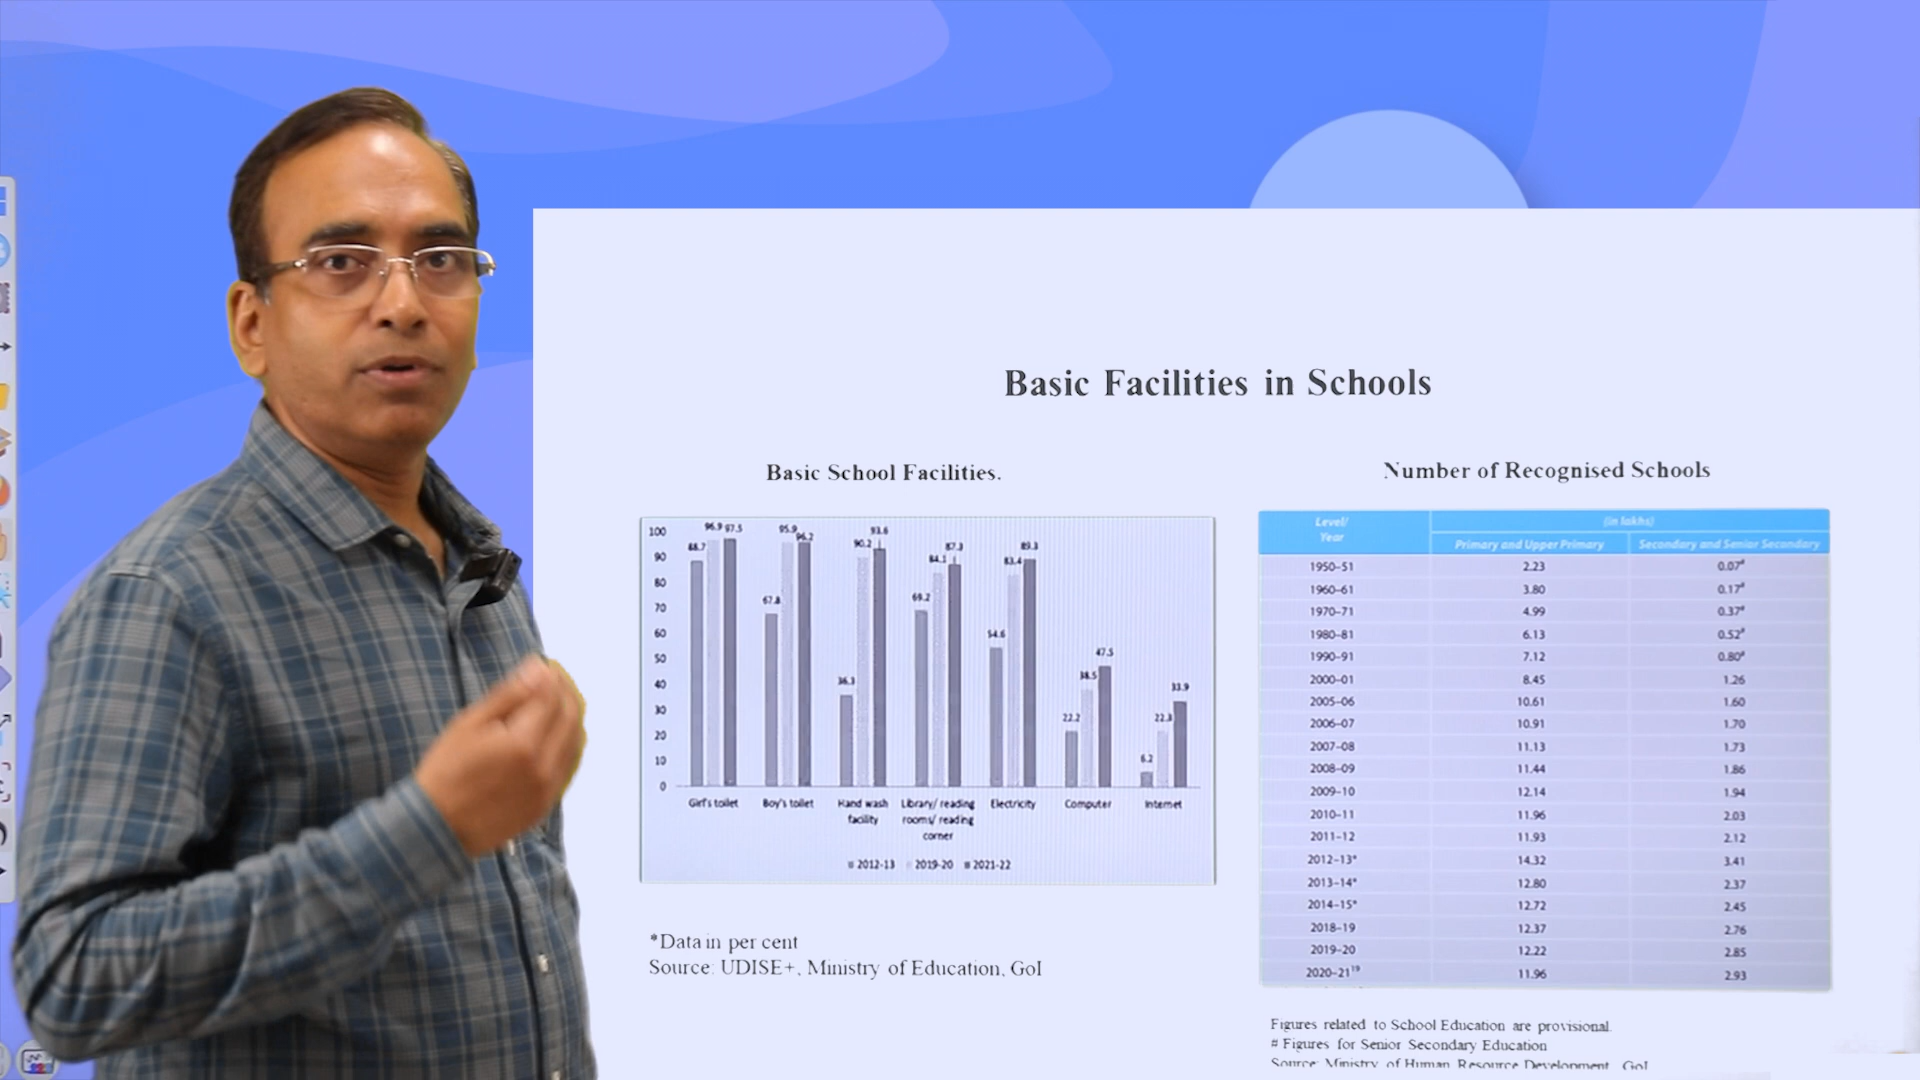 Basic Facilities in Schools
Basic School Facilities.
100
90
80
70
60
50
40
30
20
10
0
88.7 96.9 97.5
67.8 95.9 96.2
36.3 90.2 93.6
69.2 84.1 87.3
54.6 83.4 89.3
22.2 38.5 47.5
6.2 22.3 33.9
Girl's toilet Boy's toilet Hand wash facility Library/ reading rooms/ reading corner Electricity Computer Internet
2012-13 2019-20 2021-22
*Data in per cent
Source: UDISE+, Ministry of Education, GoI
Number of Recognised Schools
Level/ Year (in lakhs)
Primary and Upper Primary Secondary and Senior Secondary
1950–51 2.23 0.07#
1960–61 3.80 0.17#
1970–71 4.99 0.37#
1980–81 6.13 0.52#
1990–91 7.12 0.80#
2000–01 8.45 1.26
2005–06 10.61 1.60
2006–07 10.91 1.70
2007–08 11.13 1.73
2008–09 11.44 1.86
2009–10 12.14 1.94
2010–11 11.96 2.03
2011–12 11.93 2.12
2012–13* 14.32 3.41
2013–14* 12.80 2.37
2014–15* 12.72 2.45
2018–19 12.37 2.76
2019–20 12.22 2.85
2020–21¹⁹ 11.96 2.93
Figures related to School Education are provisional.
# Figures for Senior Secondary Education
Source: Ministry of Human Resource Development, GoI